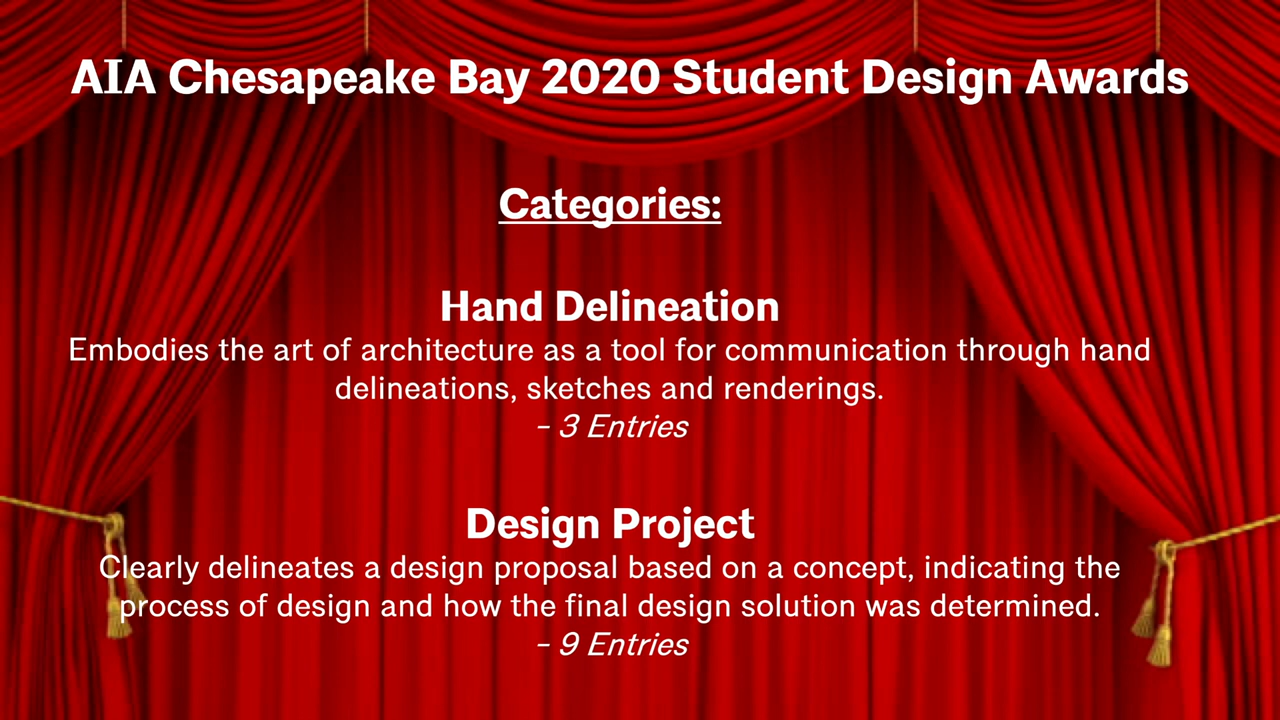 AIA Chesapeake Bay 2020 Student Design Awards
Categories:
Hand Delineation
Embodies the art of architecture as a tool for communication through hand
delineations, sketches and renderings.
– 3 Entries
Design Project
Clearly delineates a design proposal based on a concept, indicating the
process of design and how the final design solution was determined.
– 9 Entries